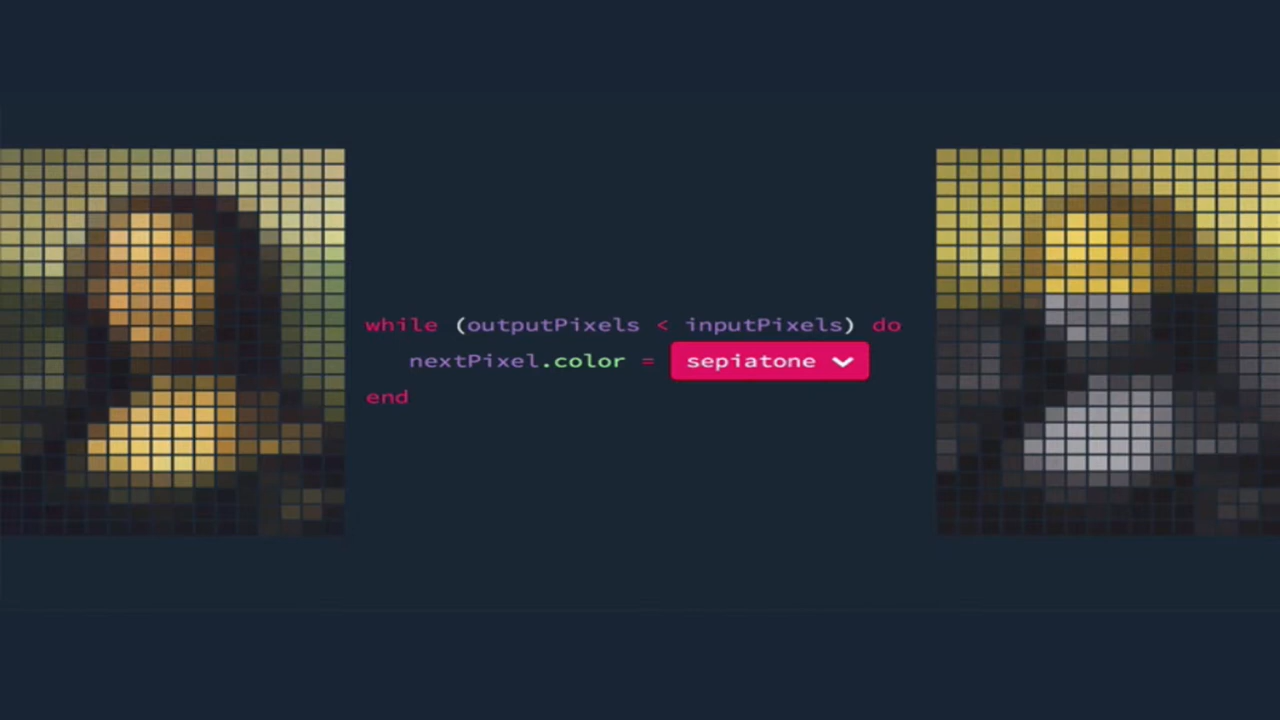 while (outputPixels < inputPixels) do
nextPixel.color = sepiatone
end